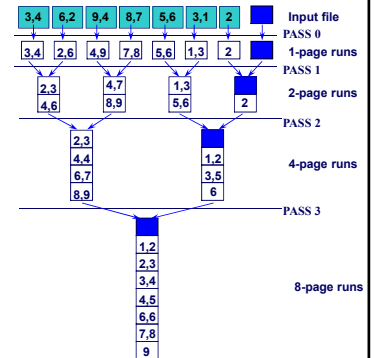 3,4 6,2 9,4 8,7 5,6 3,1 2 Input file
PASS 0
3,4 2,6 4,9 7,8 5,6 1,3 2 1-page runs
PASS 1
2,3 4,7 1,3 2-page runs
4,6 8,9 5,6 2
PASS 2
2,3
4,4 1,2 4-page runs
6,7 3,5
8,9 6
PASS 3
1,2
2,3
3,4 8-page runs
4,5
6,6
7,8
9